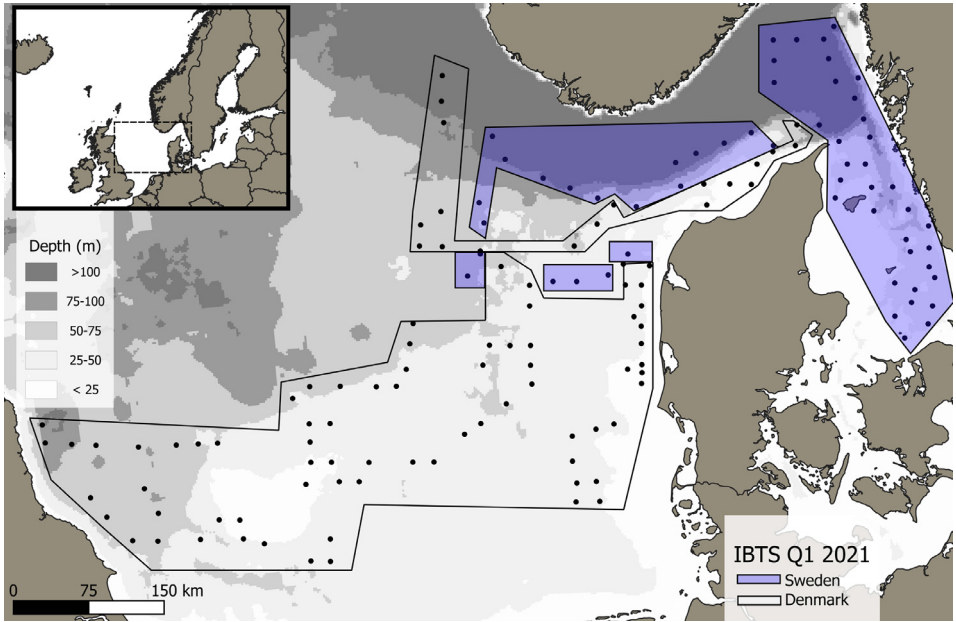 Depth (m)
>100
75-100
50-75
25-50
< 25
0 75 150 km
IBTS Q1 2021
Sweden
Denmark